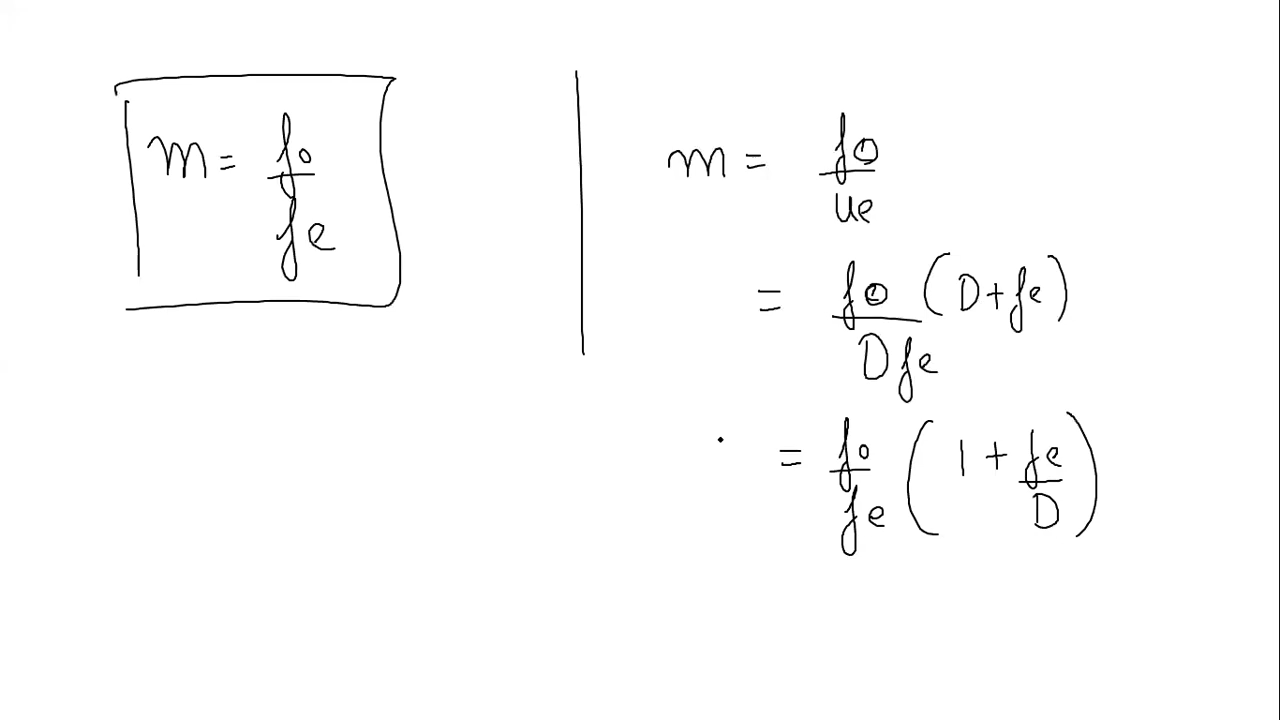 m = fo/fe
m = fo/ue
= fo/Dfe (D+fe)
= fo/fe (1 + fe/D)